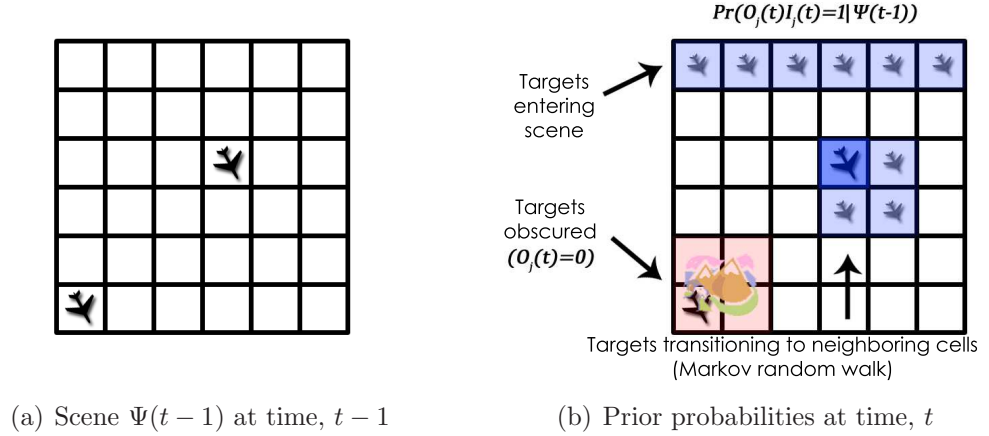 Pr(O_j(t)I_j(t)=1|Ψ(t-1))
Targets
entering
scene
Targets
obscured
(O_j(t)=0)
Targets transitioning to neighboring cells
(Markov random walk)
(a) Scene Ψ(t − 1) at time, t − 1
(b) Prior probabilities at time, t